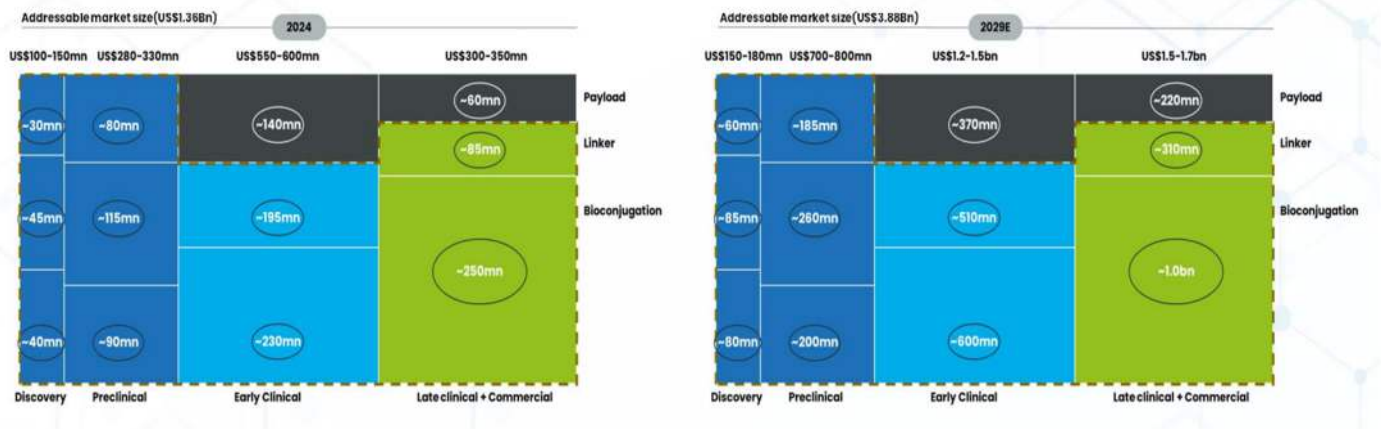 Addressable market size(US$1.36Bn)
2024
US$100-150mn US$280-330mn US$550-600mn US$300-350mn
~60mn
Payload
~30mn ~80mn ~140mn
~85mn
Linker
~45mn ~115mn ~195mn
Bioconjugation
~250mn
~40mn ~90mn ~230mn
Discovery Preclinical Early Clinical Late clinical + Commercial
Addressable market size(US$3.88Bn)
2029E
US$150-180mn US$700-800mn US$1.2-1.5bn US$1.5-1.7bn
~220mn
Payload
~60mn ~185mn ~370mn
~310mn
Linker
~85mn ~260mn ~510mn
Bioconjugation
~1.0bn
~80mn ~200mn ~600mn
Discovery Preclinical Early Clinical Late clinical + Commercial